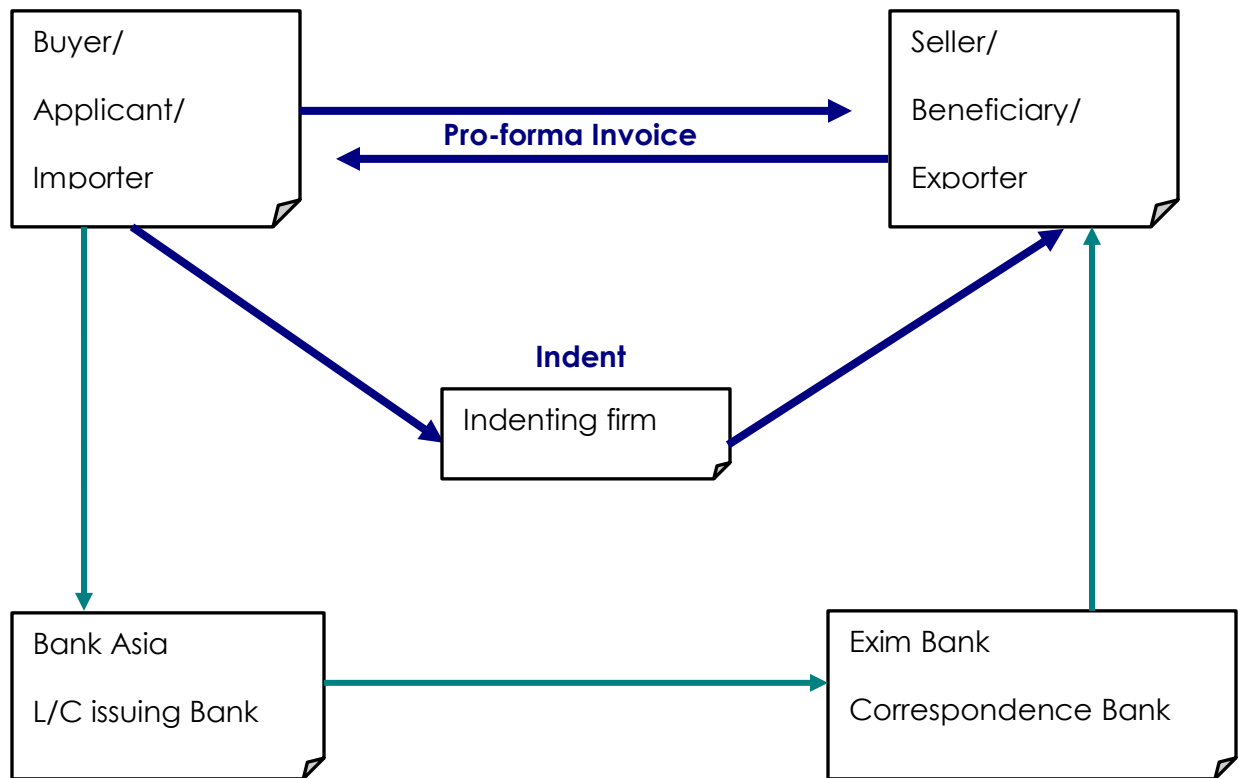 Buyer/
Applicant/
Importer
Seller/
Beneficiary/
Exporter
Pro-forma Invoice
Indent
Indenting firm
Bank Asia
L/C issuing Bank
Exim Bank
Correspondence Bank